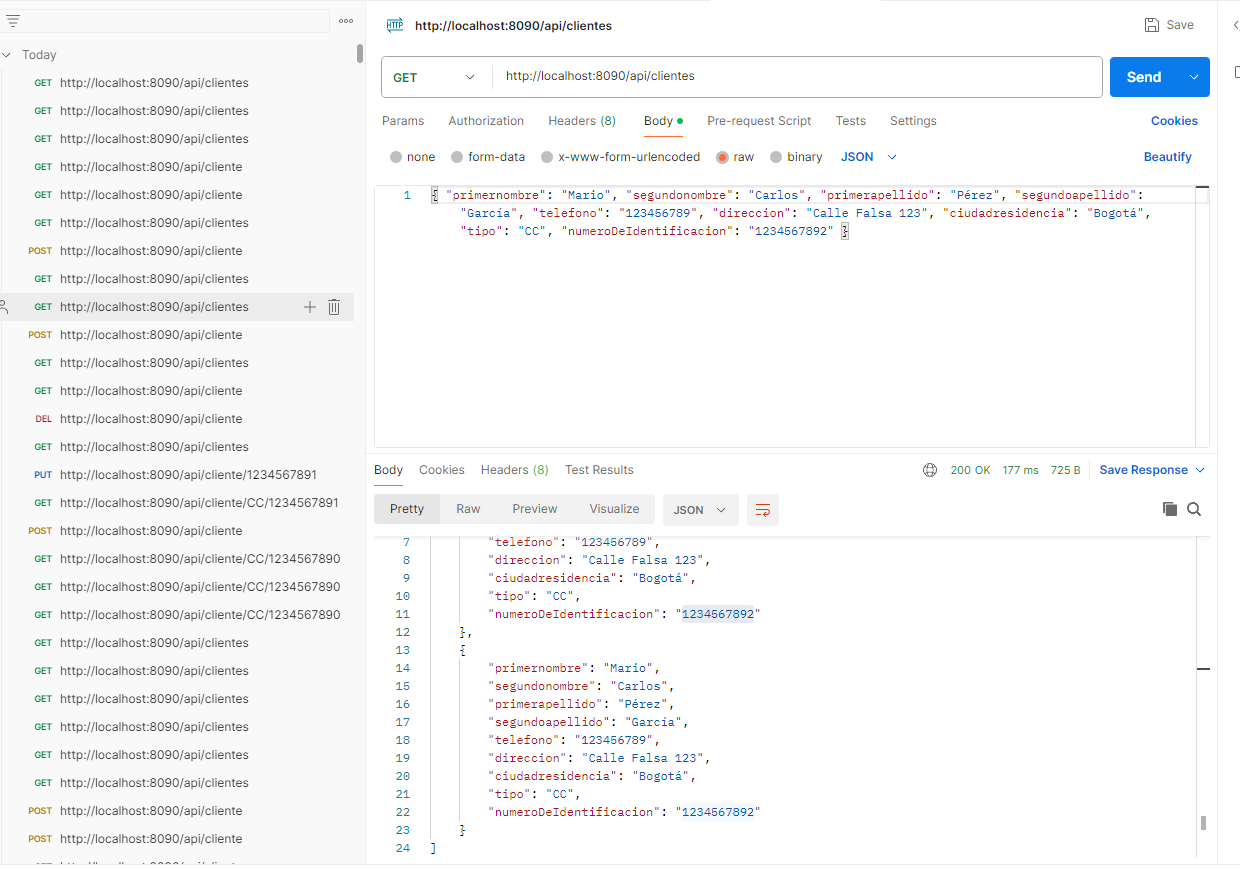 Today
GET http://localhost:8090/api/clientes
GET http://localhost:8090/api/clientes
GET http://localhost:8090/api/clientes
GET http://localhost:8090/api/clientes
GET http://localhost:8090/api/clientes
GET http://localhost:8090/api/clientes
POST http://localhost:8090/api/cliente
GET http://localhost:8090/api/clientes
GET http://localhost:8090/api/clientes
POST http://localhost:8090/api/cliente
GET http://localhost:8090/api/clientes
GET http://localhost:8090/api/cliente
DEL http://localhost:8090/api/cliente
GET http://localhost:8090/api/clientes
PUT http://localhost:8090/api/cliente/1234567891
GET http://localhost:8090/api/cliente/CC/1234567891
POST http://localhost:8090/api/cliente
GET http://localhost:8090/api/cliente/CC/1234567890
GET http://localhost:8090/api/cliente/CC/1234567890
GET http://localhost:8090/api/cliente/CC/1234567890
GET http://localhost:8090/api/clientes
GET http://localhost:8090/api/clientes
GET http://localhost:8090/api/clientes
GET http://localhost:8090/api/clientes
GET http://localhost:8090/api/clientes
GET http://localhost:8090/api/clientes
POST http://localhost:8090/api/cliente
POST http://localhost:8090/api/cliente
HTTP http://localhost:8090/api/clientes Save
GET http://localhost:8090/api/clientes Send
Params Authorization Headers (8) Body Pre-request Script Tests Settings Cookies
none form-data x-www-form-urlencoded raw binary JSON Beautify
1 { "primernombre": "Mario", "segundonombre": "Carlos", "primerapellido": "Pérez", "segundoapellido":
"García", "telefono": "123456789", "direccion": "Calle Falsa 123", "ciudadresidencia": "Bogotá",
"tipo": "CC", "numeroDeIdentificacion": "1234567892" }
Body Cookies Headers (8) Test Results 200 OK 177 ms 725 B Save Response
Pretty Raw Preview Visualize JSON
7 "telefono": "123456789",
8 "direccion": "Calle Falsa 123",
9 "ciudadresidencia": "Bogotá",
10 "tipo": "CC",
11 "numeroDeIdentificacion": "1234567892"
12 },
13 {
14 "primernombre": "Mario",
15 "segundonombre": "Carlos",
16 "primerapellido": "Pérez",
17 "segundoapellido": "García",
18 "telefono": "123456789",
19 "direccion": "Calle Falsa 123",
20 "ciudadresidencia": "Bogotá",
21 "tipo": "CC",
22 "numeroDeIdentificacion": "1234567892"
23 }
24 ]